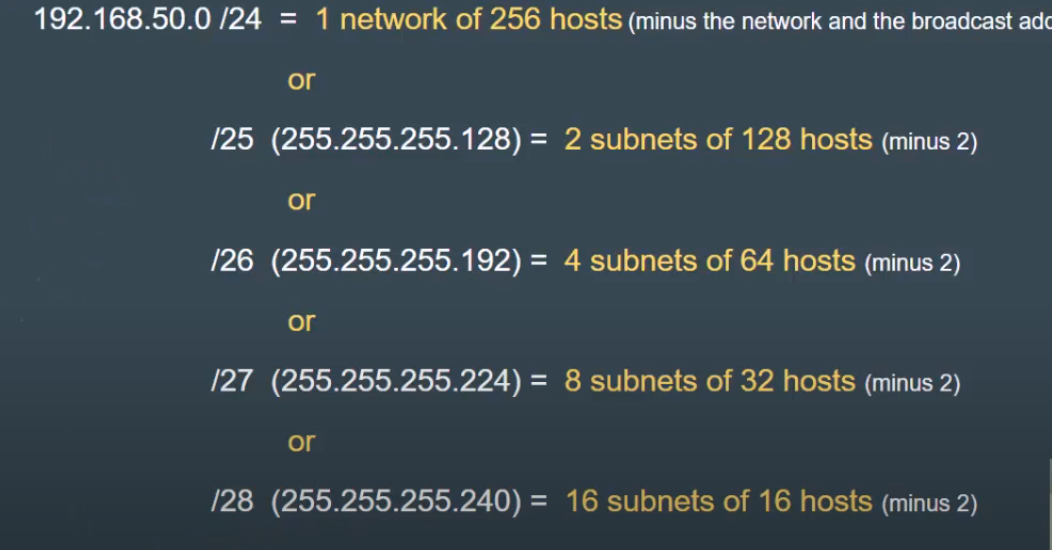 192.168.50.0 /24 = 1 network of 256 hosts (minus the network and the broadcast
or
/25 (255.255.255.128) = 2 subnets of 128 hosts (minus 2)
or
/26 (255.255.255.192) = 4 subnets of 64 hosts (minus 2)
or
/27 (255.255.255.224) = 8 subnets of 32 hosts (minus 2)
or
/28 (255.255.255.240) = 16 subnets of 16 hosts (minus 2)